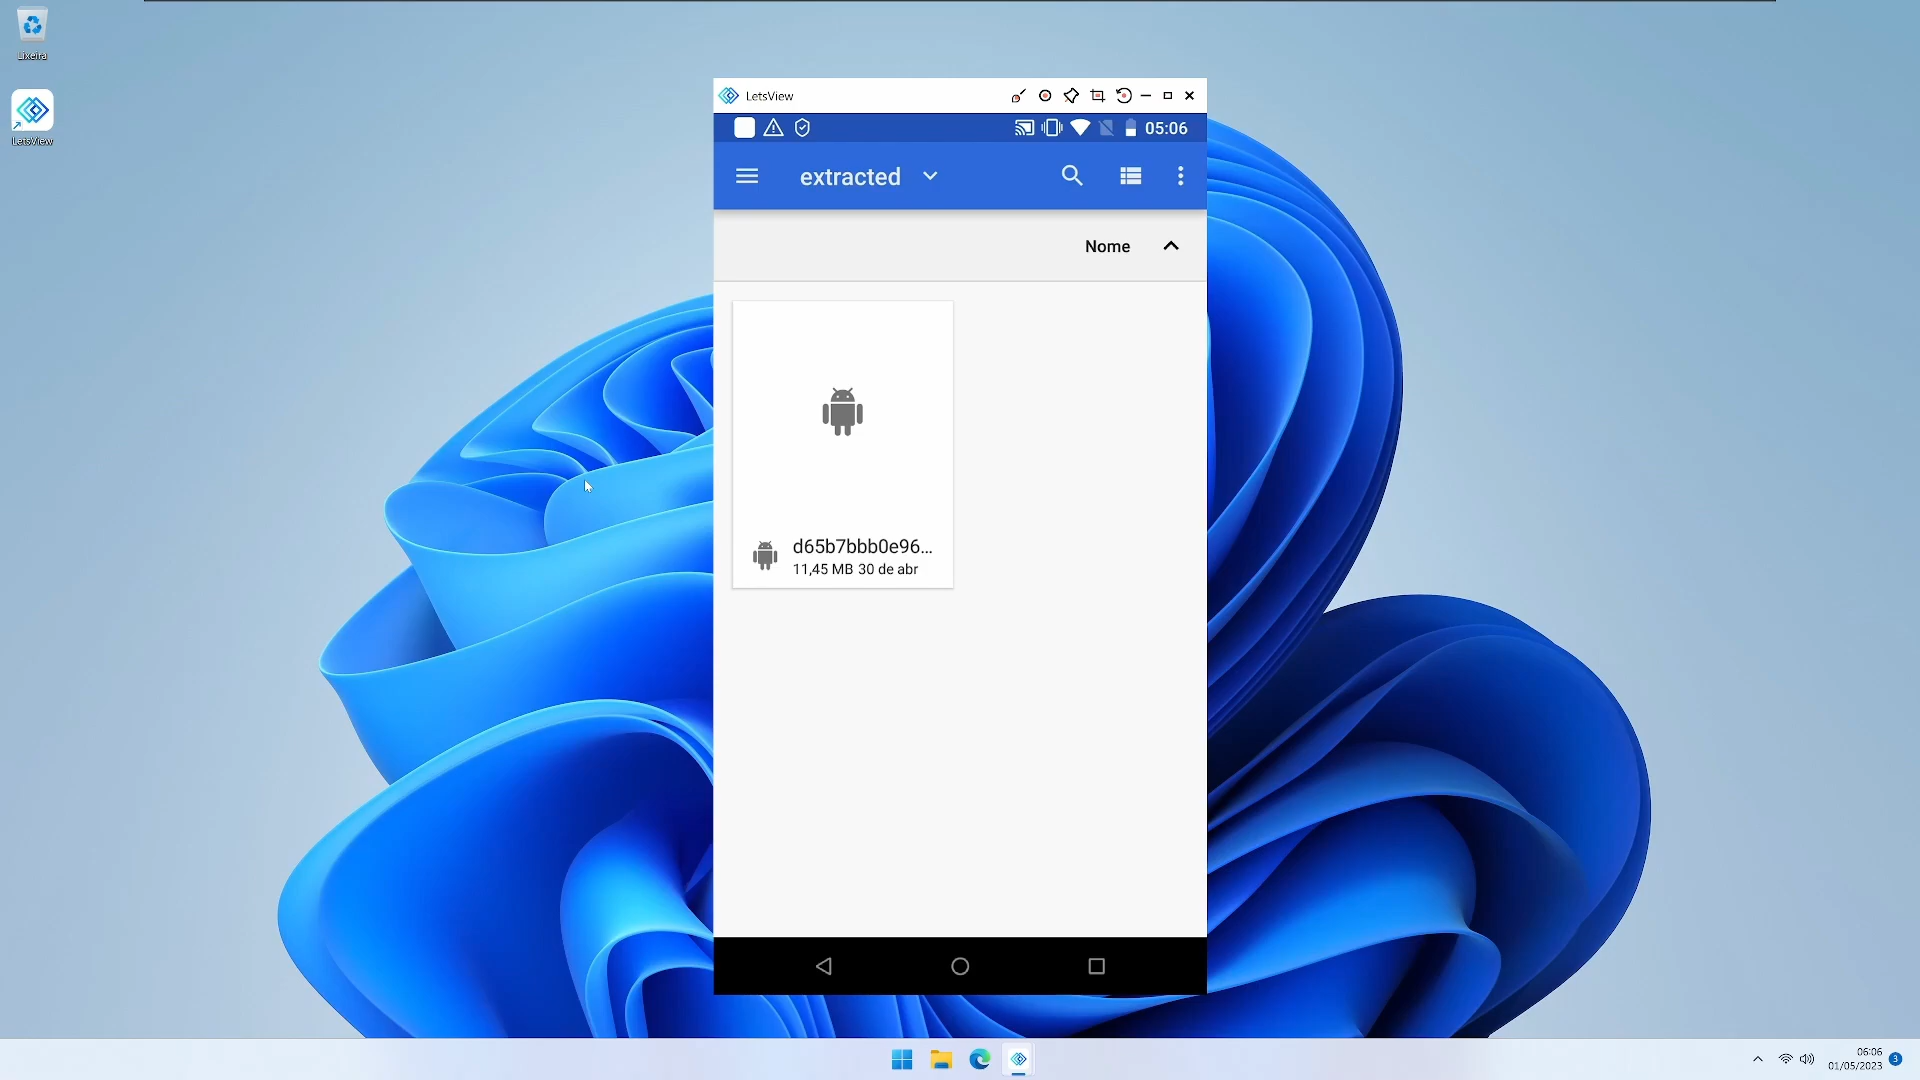 Lixeira
LetsView
LetsView
05:06
extracted
Nome
d65b7bbb0e96...
11,45 MB 30 de abr
06:06
01/05/2023
3